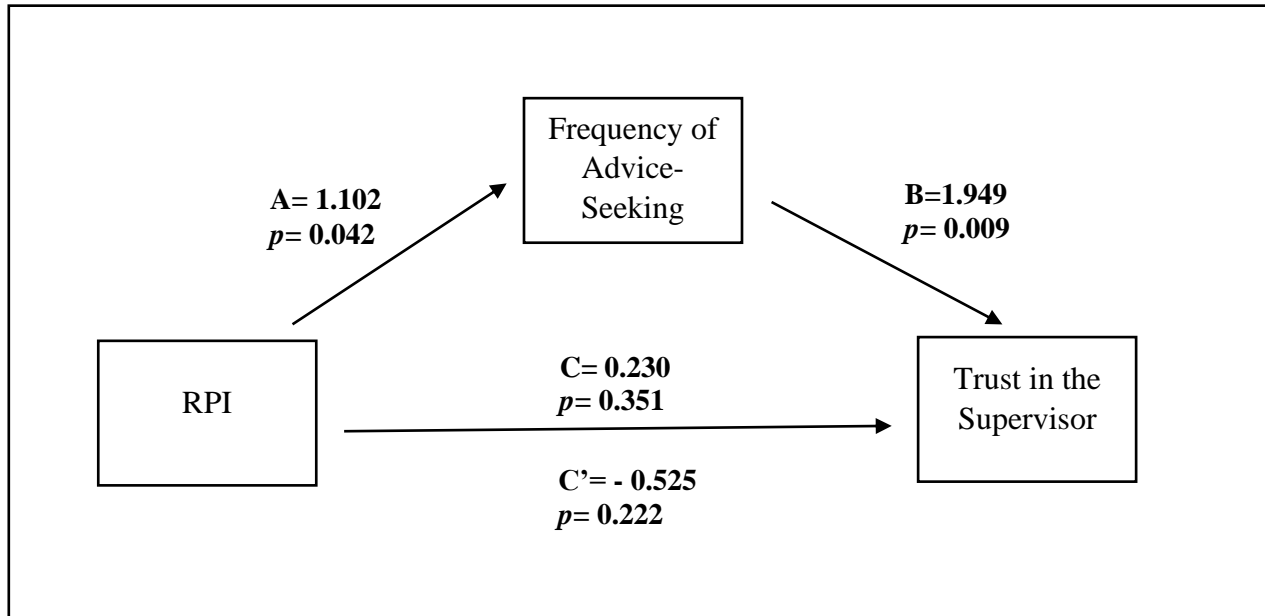 Frequency of
Advice-
Seeking
A= 1.102
p= 0.042
B=1.949
p= 0.009
RPI
C= 0.230
p= 0.351
Trust in the
Supervisor
C’= - 0.525
p= 0.222